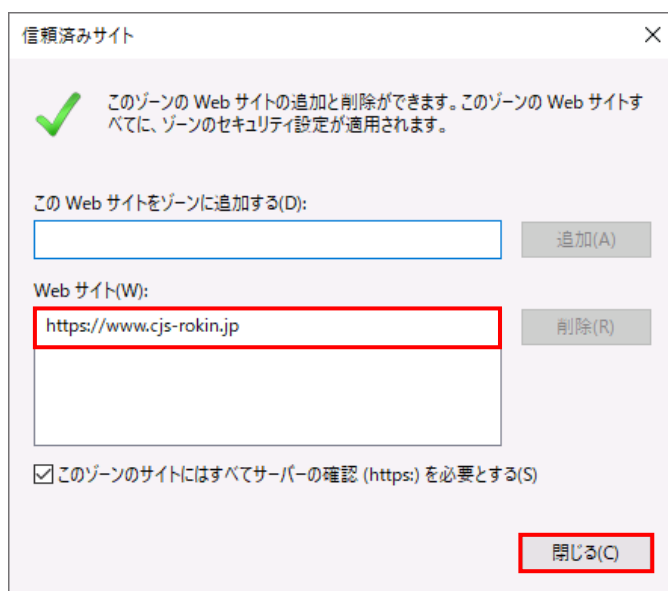 信頼済みサイト
このゾーンの Web サイトの追加と削除ができます。このゾーンの Web サイトす
べてに、ゾーンのセキュリティ設定が適用されます。
この Web サイトをゾーンに追加する(D):
追加(A)
Web サイト(W):
https://www.cjs-rokin.jp
削除(R)
このゾーンのサイトにはすべてサーバーの確認 (https:) を必要とする(S)
閉じる(C)